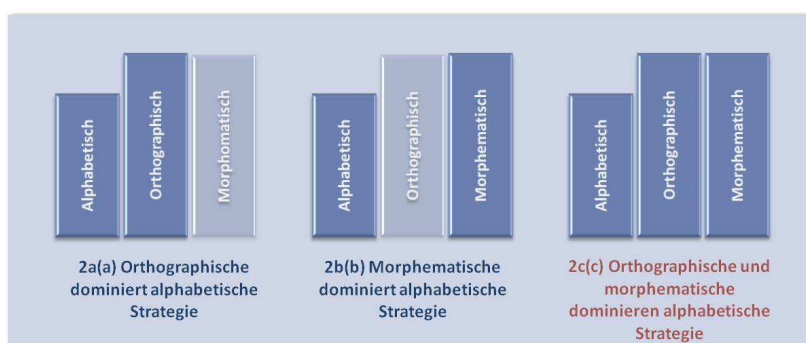 Alphabetisch
Orthographisch
Morphomatisch
2a(a) Orthographische
dominiert alphabetische
Strategie
Alphabetisch
Orthographisch
Morphematisch
2b(b) Morphematische
dominiert alphabetische
Strategie
Alphabetisch
Orthographisch
Morphematisch
2c(c) Orthographische und
morphematische
dominieren alphabetische
Strategie